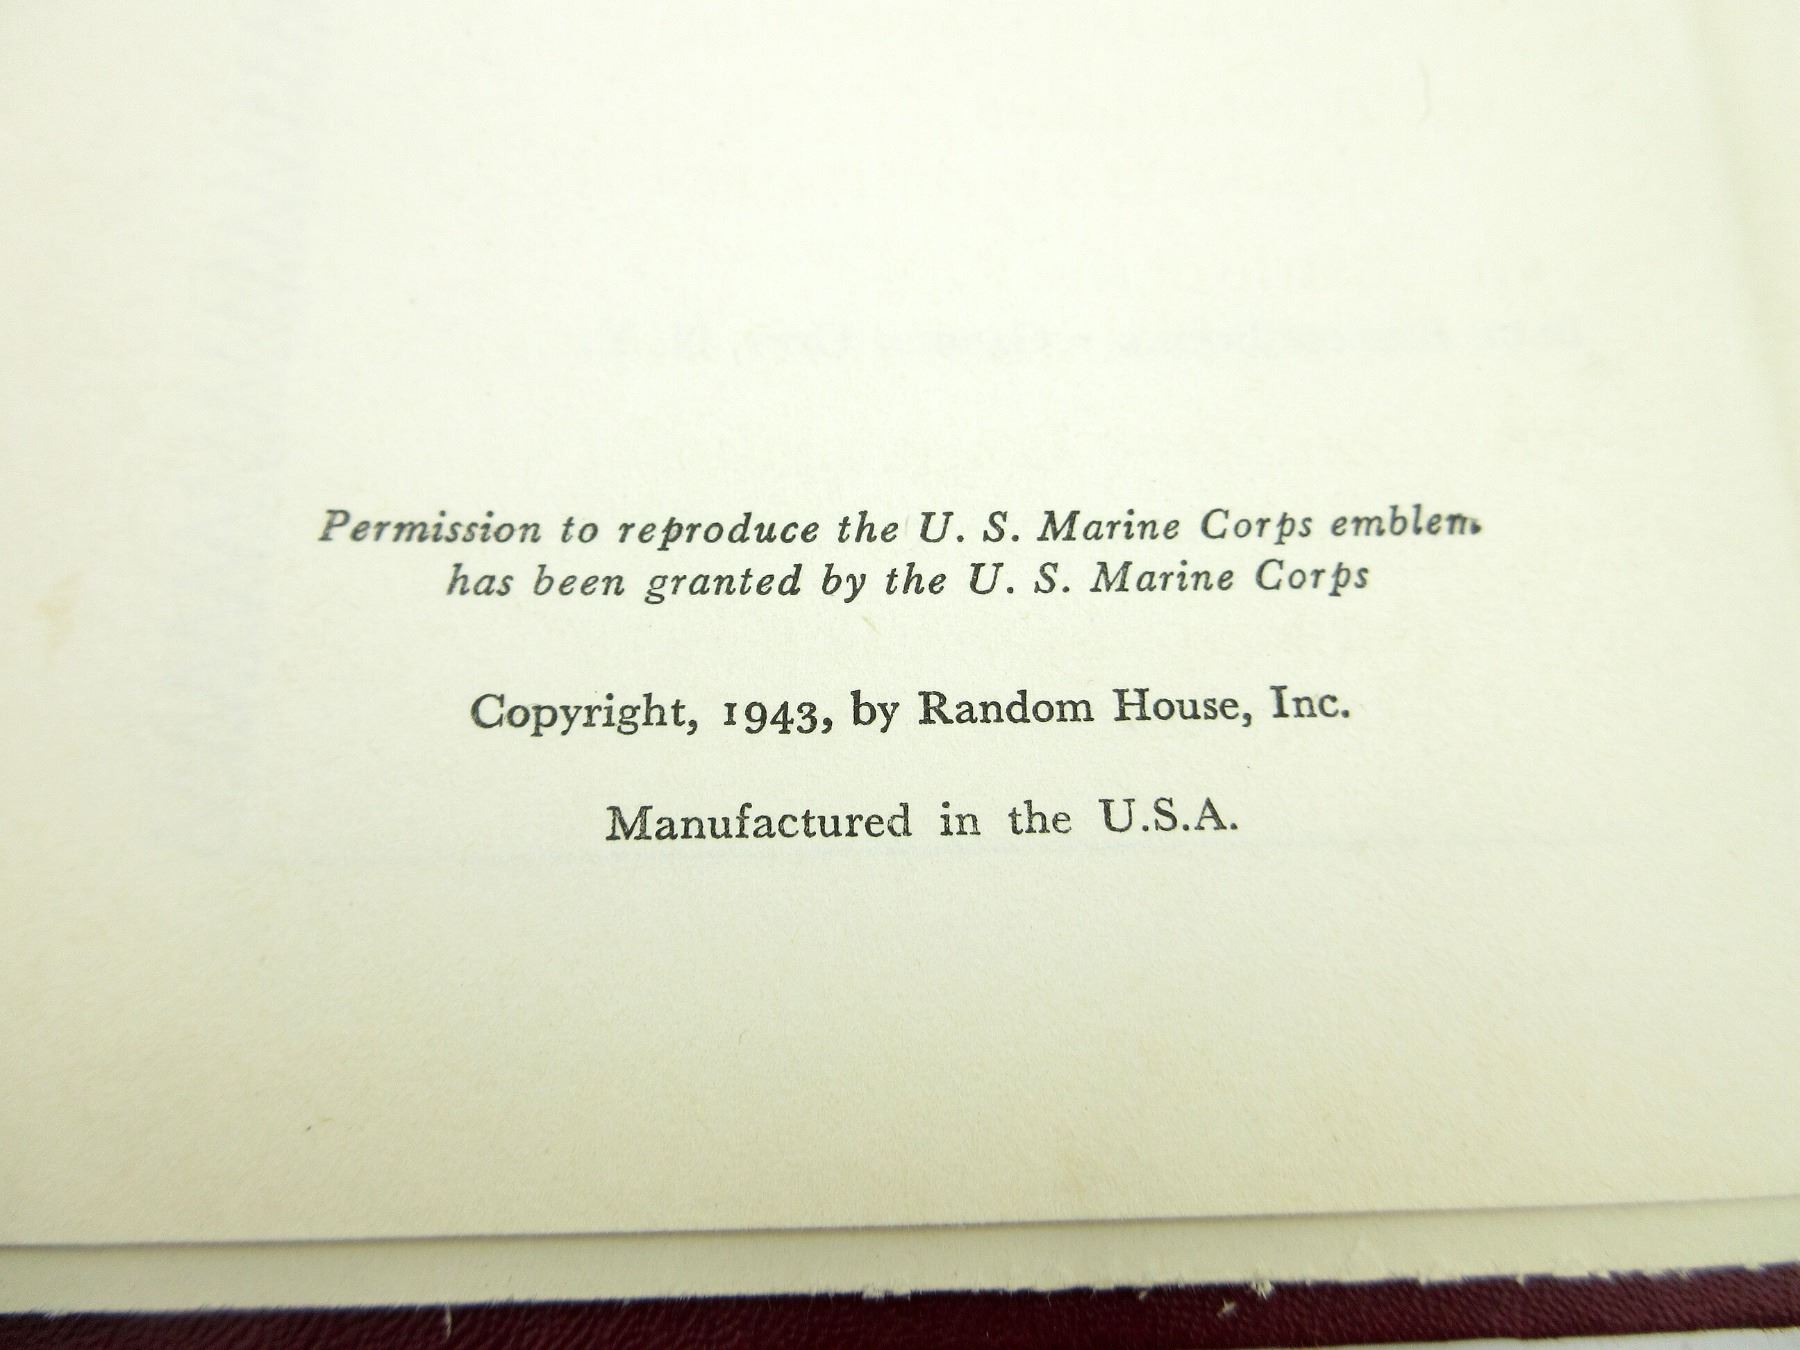 Permission to reproduce the U. S. Marine Corps emblem
has been granted by the U. S. Marine Corps
Copyright, 1943, by Random House, Inc.
Manufactured in the U.S.A.